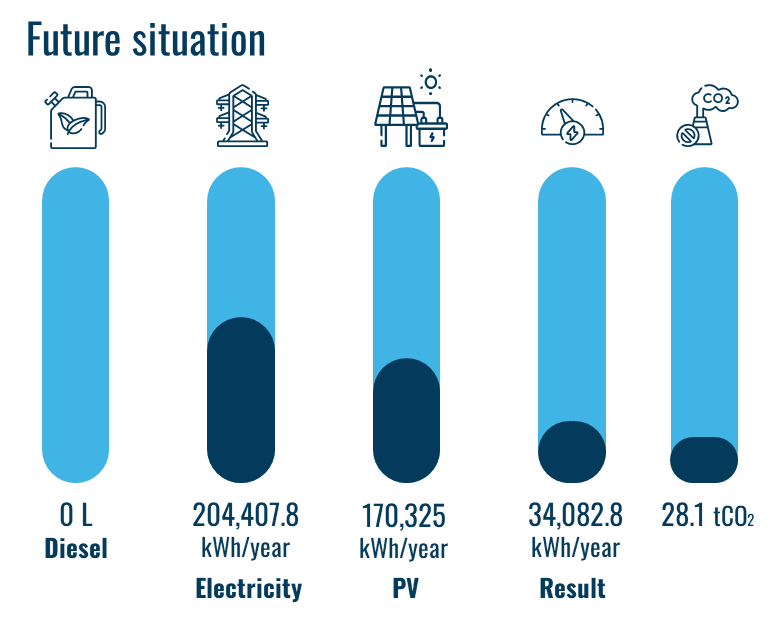 Future situation
CO2
0 L
Diesel
204,407.8
kWh/year
Electricity
170,325
kWh/year
PV
34,082.8
kWh/year
Result
28.1 tCO₂